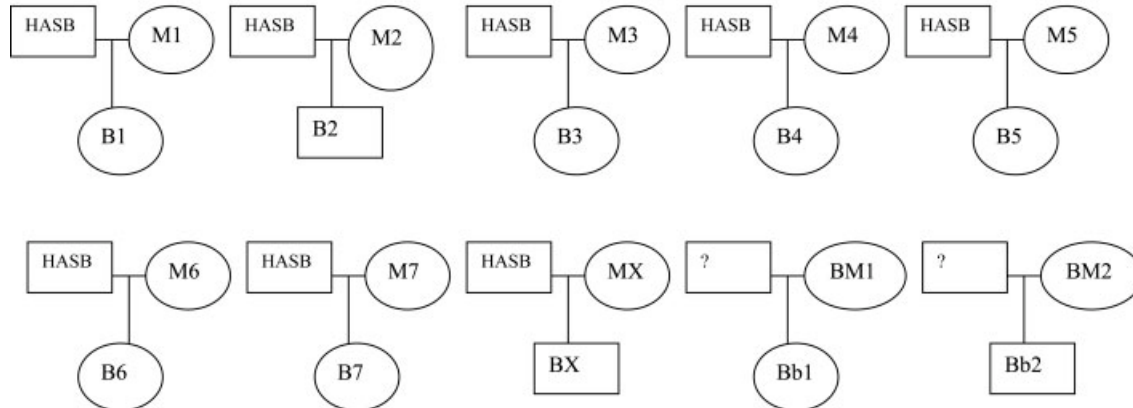 HASB M1 HASB M2 HASB M3 HASB M4 HASB M5
B1 B2 B3 B4 B5
HASB M6 HASB M7 HASB MX ? BM1 ? BM2
B6 B7 BX Bb1 Bb2